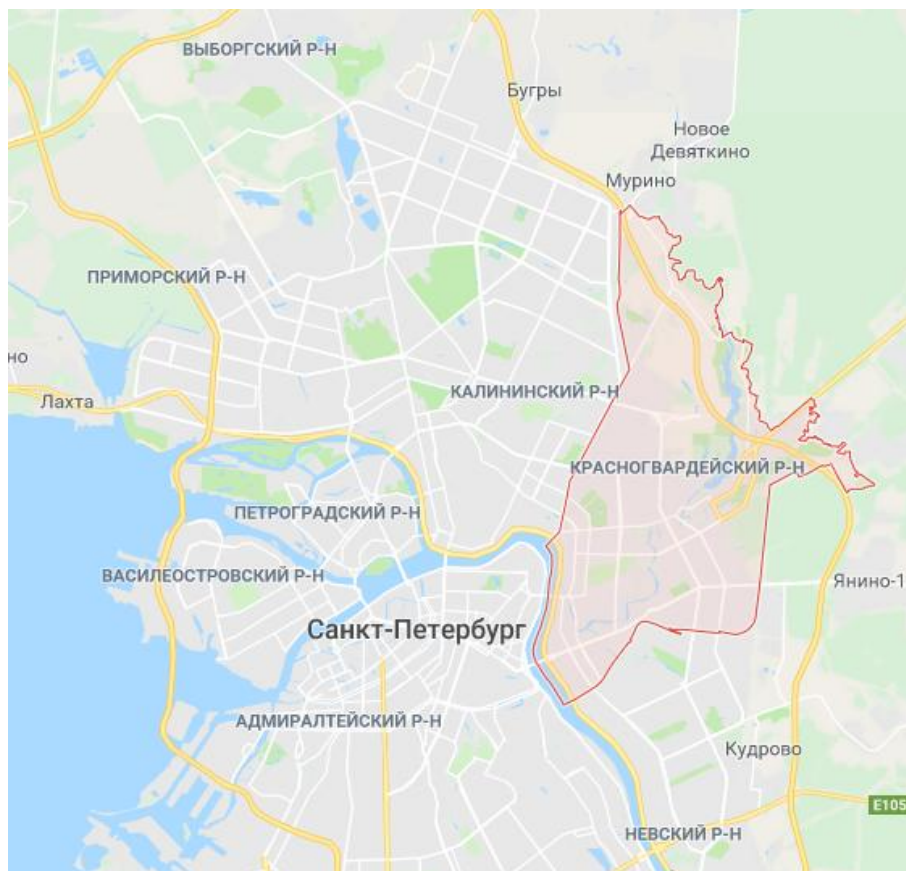 ВЫБОРГСКИЙ Р-Н
Бугры
Новое
Девяткино
Мурино
ПРИМОРСКИЙ Р-Н
но
Лахта
КАЛИНИНСКИЙ Р-Н
КРАСНОГВАРДЕЙСКИЙ Р-Н
ПЕТРОГРАДСКИЙ Р-Н
ВАСИЛЕОСТРОВСКИЙ Р-Н
Янино-1
Санкт-Петербург
АДМИРАЛТЕЙСКИЙ Р-Н
Кудрово
E105
НЕВСКИЙ Р-Н